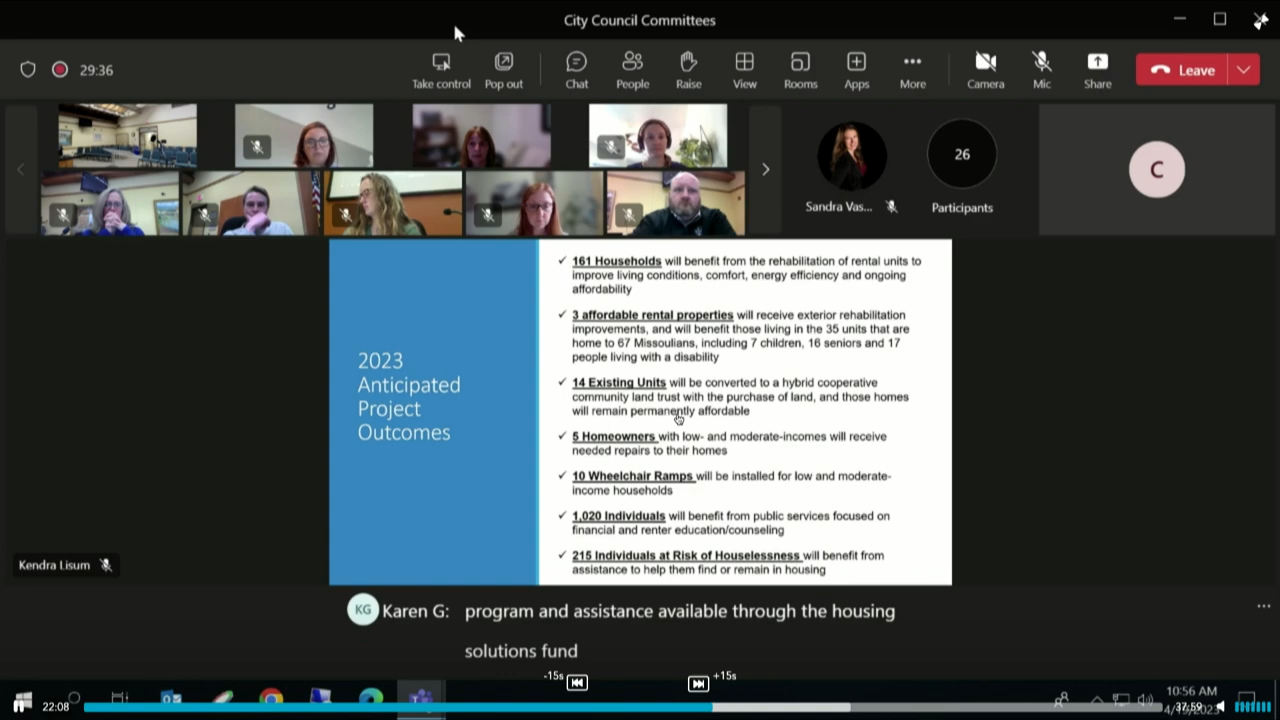 City Council Committees
29:36
Take control
Pop out
Chat
People
Raise
View
Rooms
Apps
More
Camera
Mic
Share
Leave
Sandra Vas...
26
Participants
C
2023
Anticipated
Project
Outcomes
✓ 161 Households will benefit from the rehabilitation of rental units to
improve living conditions, comfort, energy efficiency and ongoing
affordability
✓ 3 affordable rental properties will receive exterior rehabilitation
improvements, and will benefit those living in the 35 units that are
home to 67 Missoulians, including 7 children, 16 seniors and 17
people living with a disability
✓ 14 Existing Units will be converted to a hybrid cooperative
community land trust with the purchase of land, and those homes
will remain permanently affordable
✓ 5 Homeowners with low- and moderate-incomes will receive
needed repairs to their homes
✓ 10 Wheelchair Ramps will be installed for low and moderate-
income households
✓ 1,020 Individuals will benefit from public services focused on
financial and renter education/counseling
✓ 215 Individuals at Risk of Houselessness will benefit from
assistance to help them find or remain in housing
Kendra Lisum
KG Karen G: program and assistance available through the housing
solutions fund
-15s
+15s
10:56 AM
22:08
37:59